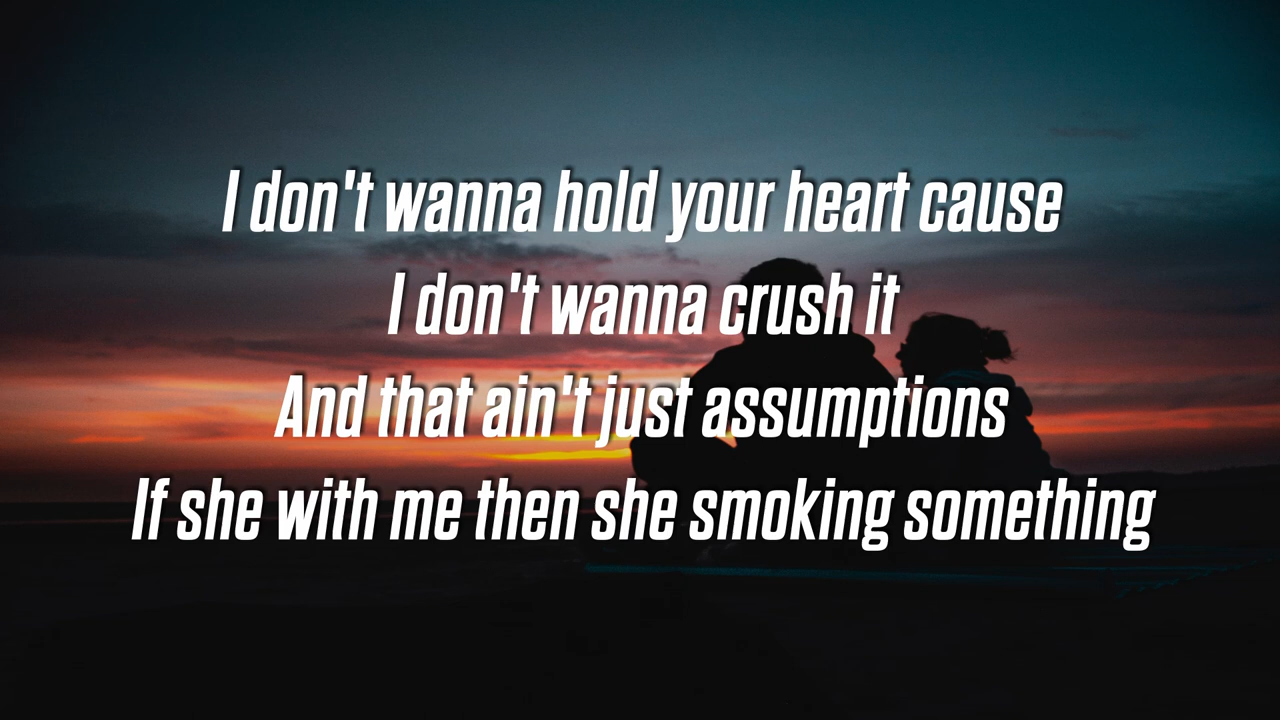 I don't wanna hold your heart cause
I don't wanna crush it
And that ain't just assumptions
If she with me then she smoking something